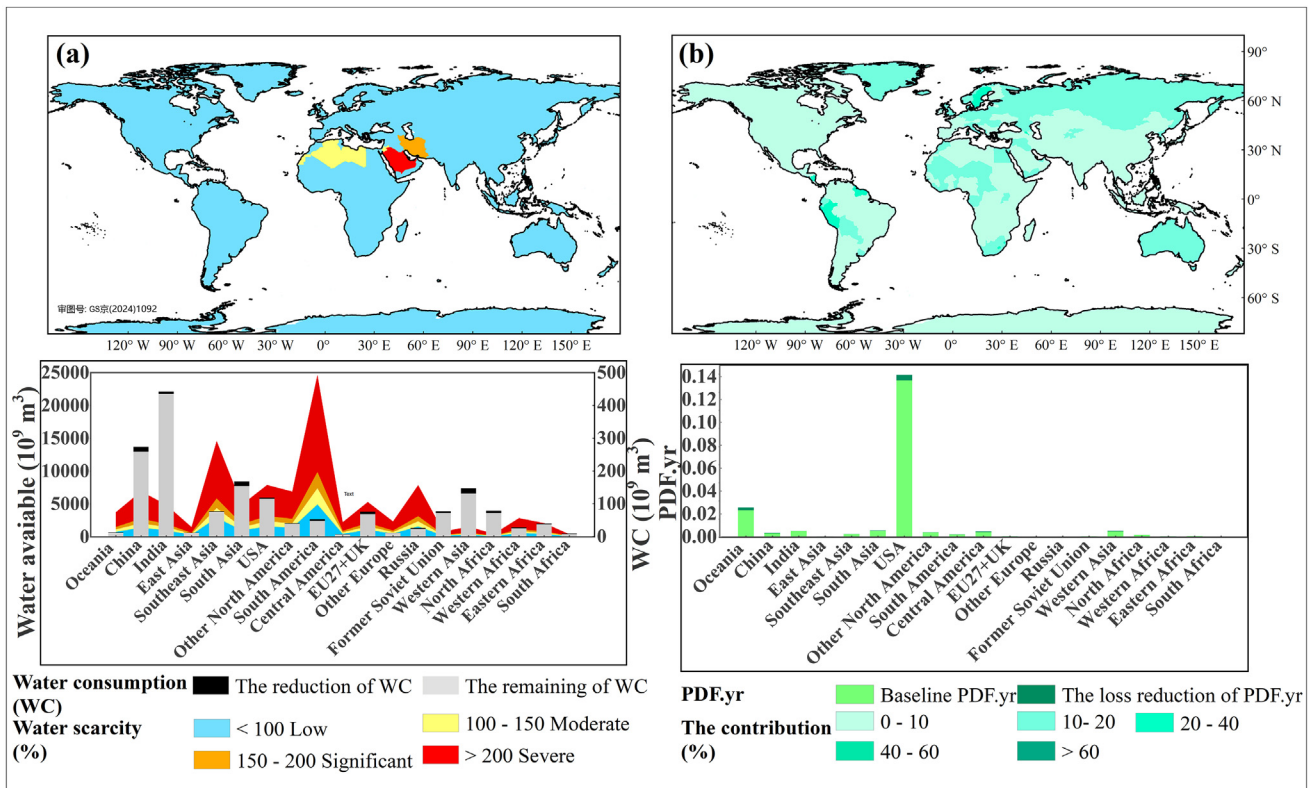 (a)
(b)
90°
60° N
30° N
0°
30° S
60° S
审图号: GS京(2024)1092
120° W 90° W 60° W 30 W 0° 30° E 60° E 90° E 120° E 150° E
120° W 90° W 60° W 30 W 0° 30° E 60° E 90° E 120° E 150° E
Water avaiable (10⁹ m³)
25000
20000
15000
10000
5000
0
Text
500
400
300
200
100
0
WC (10⁹ m³)
Oceania
China
India
East Asia
Southeast Asia
South Asia
USA
Other North America
South America
Central America
EU27+UK
Other Europe
Russia
Former Soviet Union
Western Asia
North Africa
Western Africa
Eastern Africa
South Africa
PDF.yr
0.14
0.12
0.10
0.08
0.06
0.04
0.02
0.00
Oceania
China
India
East Asia
Southeast Asia
South Asia
USA
Other North America
South America
Central America
EU27+UK
Other Europe
Russia
Former Soviet Union
Western Asia
North Africa
Western Africa
Eastern Africa
South Africa
Water consumption
(WC)
The reduction of WC
The remaining of WC
Water scarcity
(%)
< 100 Low
100 - 150 Moderate
150 - 200 Significant
> 200 Severe
PDF.yr
Baseline PDF.yr
The loss reduction of PDF.yr
The contribution
(%)
0 - 10
10- 20
20 - 40
40 - 60
> 60